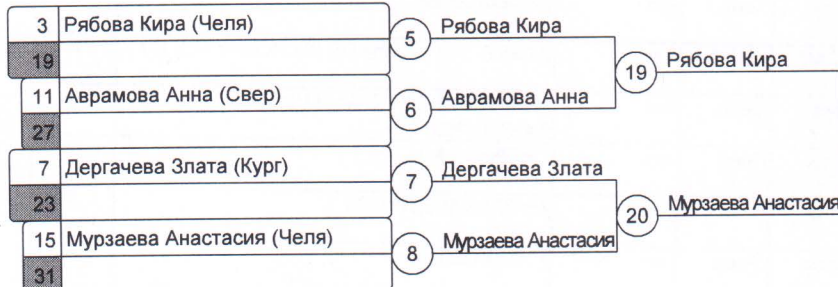 3 Рябова Кира (Челя)
19
5 Рябова Кира
19 Рябова Кира
11 Аврамова Анна (Свер)
27
6 Аврамова Анна
7 Дергачева Злата (Кург)
23
7 Дергачева Злата
20 Мурзаева Анастасия
15 Мурзаева Анастасия (Челя)
31
8 Мурзаева Анастасия